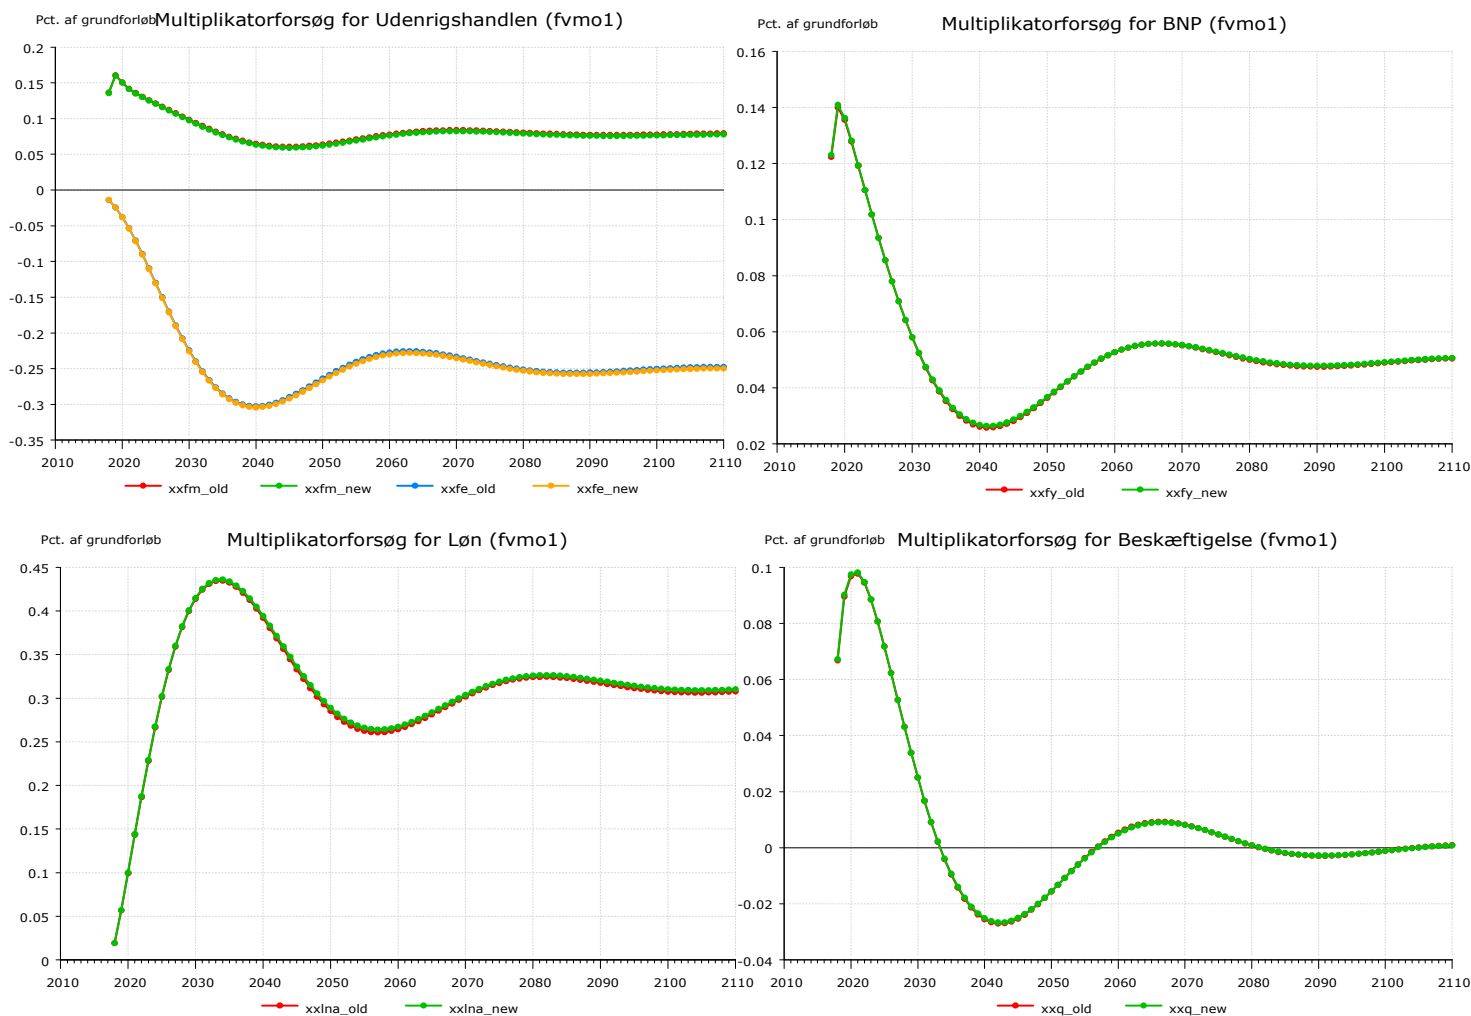 Pct. af grundforløb
Multiplikatorforsøg for Udenrigshandlen (fvmo1)
0.2
0.15
0.1
0.05
0
-0.05
-0.1
-0.15
-0.2
-0.25
-0.3
-0.35
2010 2020 2030 2040 2050 2060 2070 2080 2090 2100 2110
xxfm_old xxfm_new xxfe_old xxfe_new
Pct. af grundforløb
Multiplikatorforsøg for BNP (fvmo1)
0.16
0.14
0.12
0.1
0.08
0.06
0.04
0.02
2010 2020 2030 2040 2050 2060 2070 2080 2090 2100 2110
xxfy_old xxfy_new
Pct. af grundforløb
Multiplikatorforsøg for Løn (fvmo1)
0.45
0.4
0.35
0.3
0.25
0.2
0.15
0.1
0.05
0
2010 2020 2030 2040 2050 2060 2070 2080 2090 2100 2110
xxlna_old xxlna_new
Pct. af grundforløb
Multiplikatorforsøg for Beskæftigelse (fvmo1)
0.1
0.08
0.06
0.04
0.02
0
-0.02
-0.04
2010 2020 2030 2040 2050 2060 2070 2080 2090 2100 2110
xxq_old xxq_new